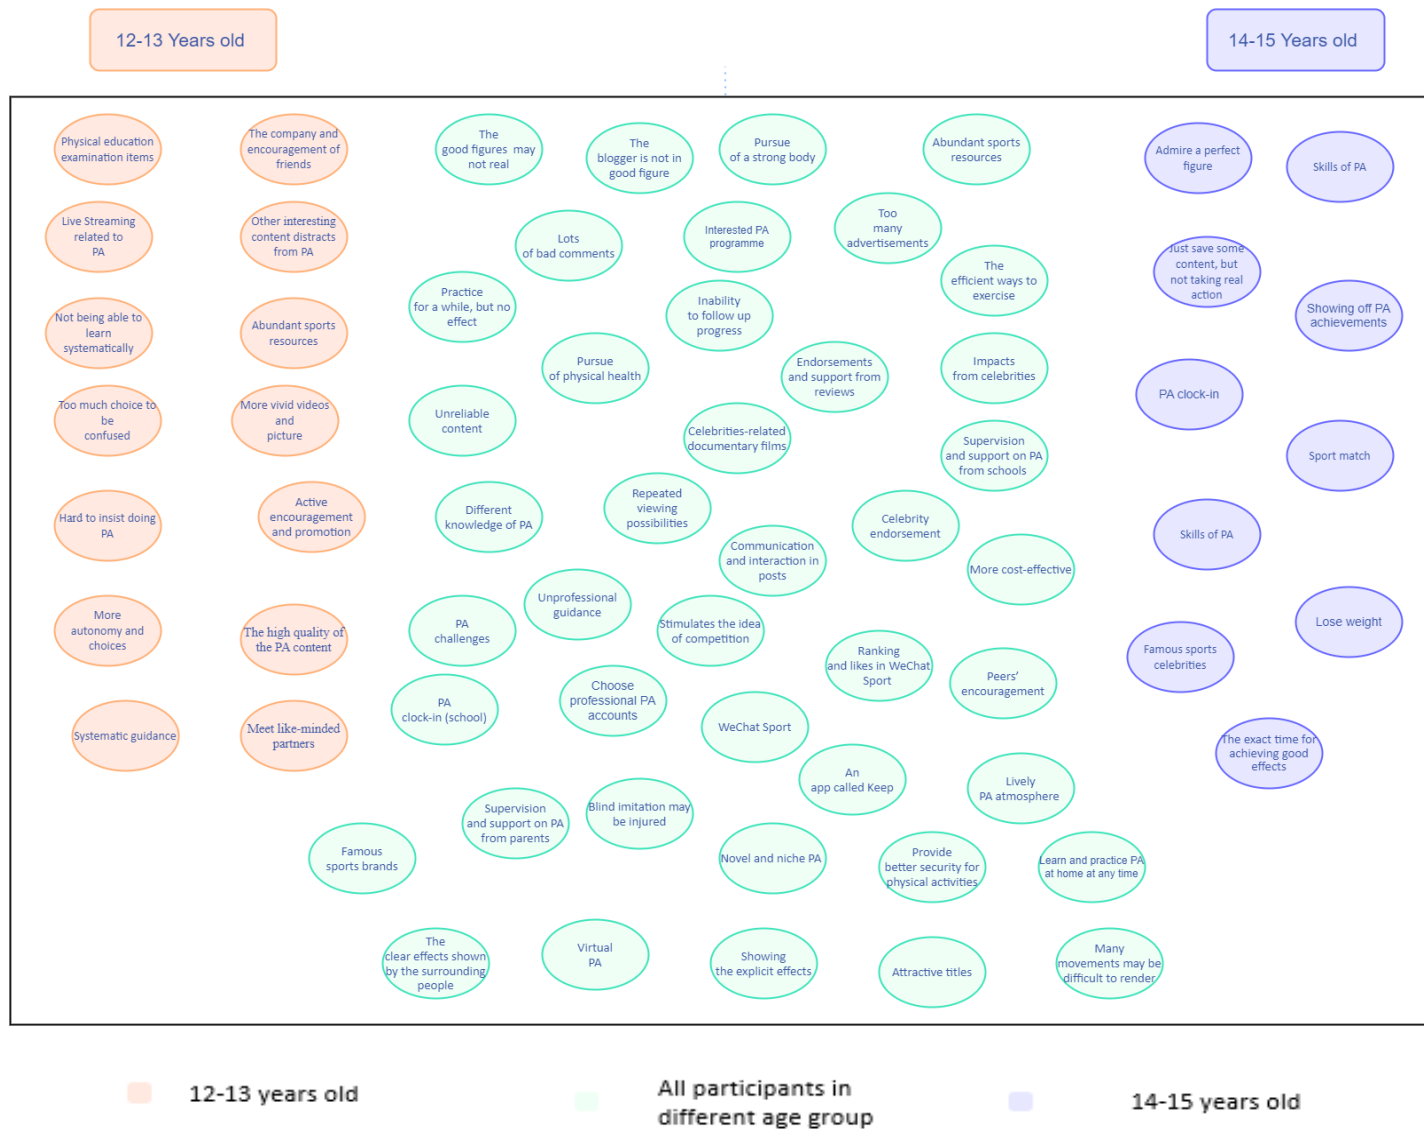 12-13 Years old
14-15 Years old
Physical education
examination items
The company and
encouragement of
friends
Live Streaming
related to
PA
Other interesting
content distracts
from PA
Not being able to
learn
systematically
Abundant sports
resources
Too much choice to
be
confused
More vivid videos
and
picture
Hard to insist doing
PA
Active
encouragement
and promotion
More
autonomy and
choices
The high quality of
the PA content
Systematic guidance
Meet like-minded
partners
The
good figures may
not real
The
blogger is not in
good figure
Pursue
of a strong body
Abundant sports
resources
Lots
of bad comments
Interested PA
programme
Too
many
advertisements
Practice
for a while, but no
effect
Inability
to follow up
progress
The
efficient ways to
exercise
Pursue
of physical health
Endorsements
and support from
reviews
Impacts
from celebrities
Unreliable
content
Celebrities-related
documentary films
Supervision
and support on PA
from schools
Different
knowledge of PA
Repeated
viewing
possibilities
Celebrity
endorsement
Communication
and interaction in
posts
More cost-effective
Unprofessional
guidance
PA
challenges
Stimulates the idea
of competition
Ranking
and likes in WeChat
Sport
Peers’
encouragement
PA
clock-in (school)
Choose
professional PA
accounts
WeChat Sport
An
app called Keep
Lively
PA atmosphere
Supervision
and support on PA
from parents
Blind imitation may
be injured
Famous
sports brands
Novel and niche PA
Provide
better security for
physical activities
Learn and practice PA
at home at any time
The
clear effects shown
by the surrounding
people
Virtual
PA
Showing
the explicit effects
Attractive titles
Many
movements may be
difficult to render
Admire a perfect
figure
Skills of PA
Just save some
content, but
not taking real
action
Showing off PA
achievements
PA clock-in
Sport match
Skills of PA
Lose weight
Famous sports
celebrities
The exact time for
achieving good
effects
12-13 years old
All participants in
different age group
14-15 years old